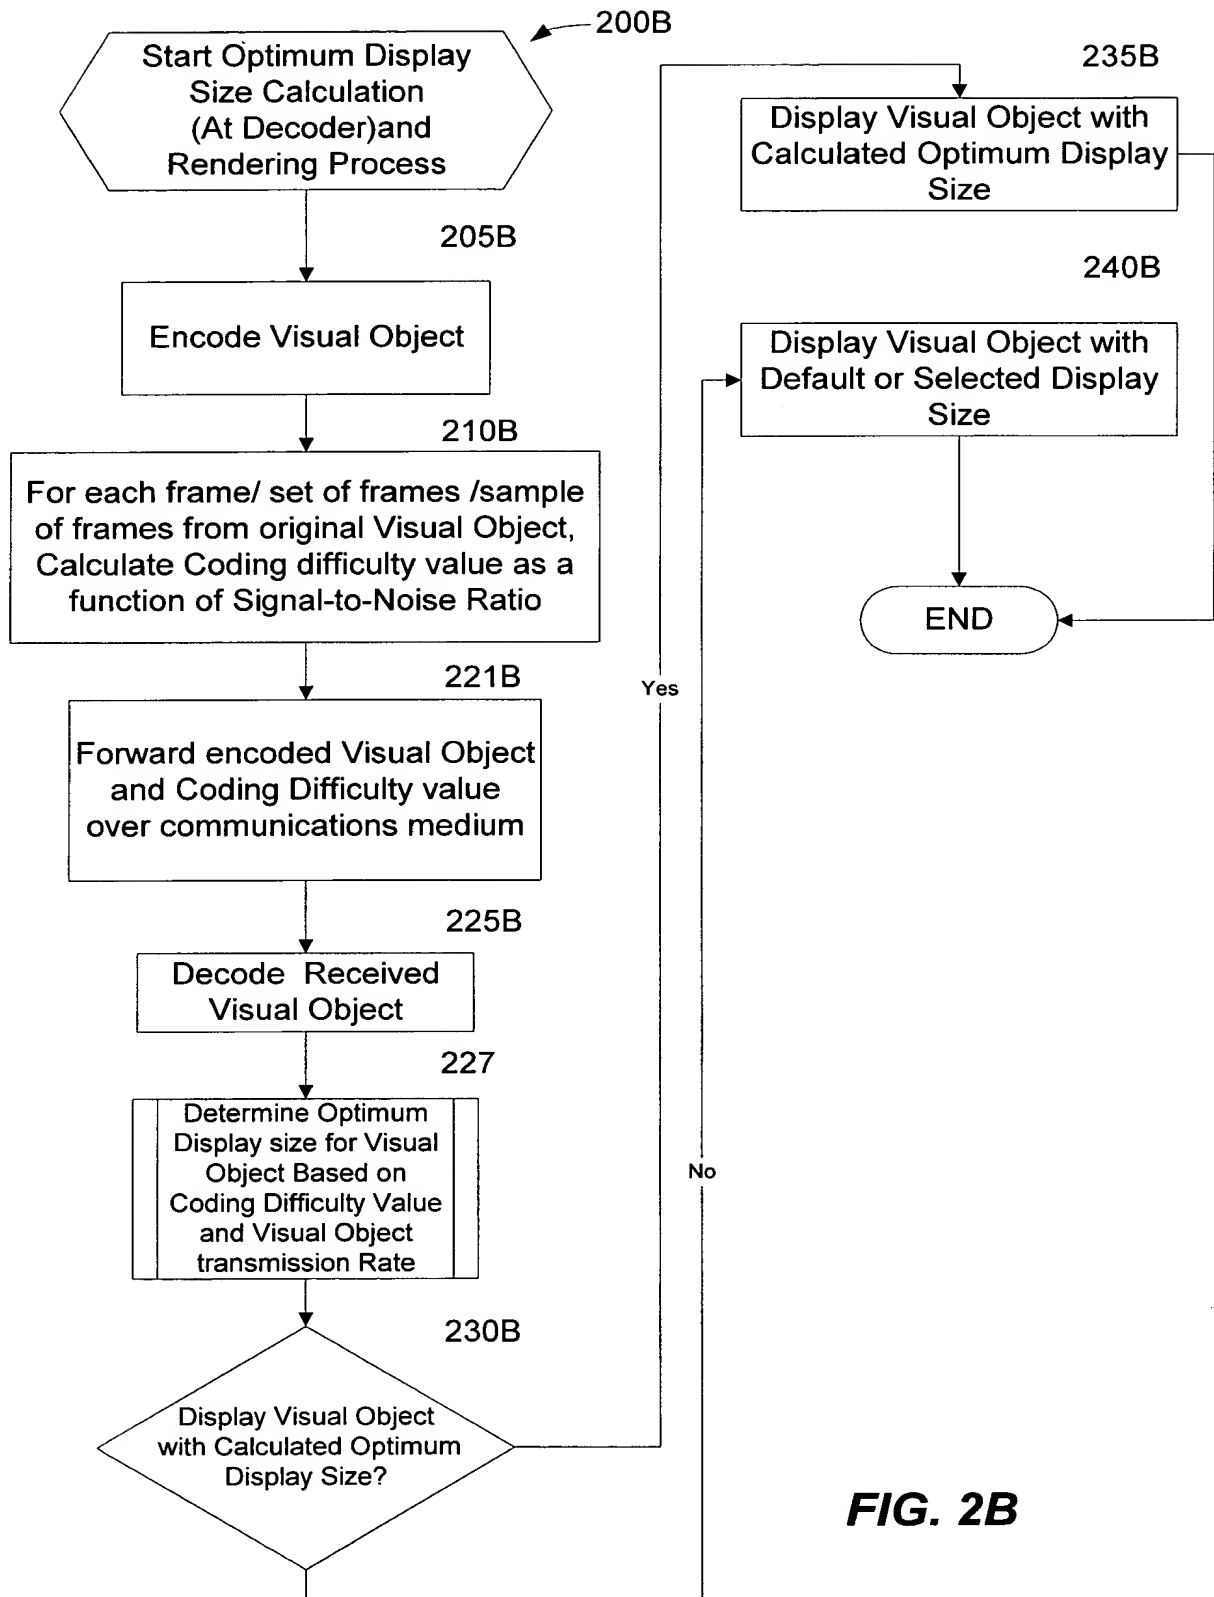 200B
Start Optimum Display
Size Calculation
(At Decoder)and
Rendering Process
205B
Encode Visual Object
210B
For each frame/ set of frames /sample
of frames from original Visual Object,
Calculate Coding difficulty value as a
function of Signal-to-Noise Ratio
221B
Forward encoded Visual Object
and Coding Difficulty value
over communications medium
225B
Decode Received
Visual Object
227
Determine Optimum
Display size for Visual
Object Based on
Coding Difficulty Value
and Visual Object
transmission Rate
230B
Display Visual Object
with Calculated Optimum
Display Size?
Yes
No
235B
Display Visual Object with
Calculated Optimum Display
Size
240B
Display Visual Object with
Default or Selected Display
Size
END
FIG. 2B